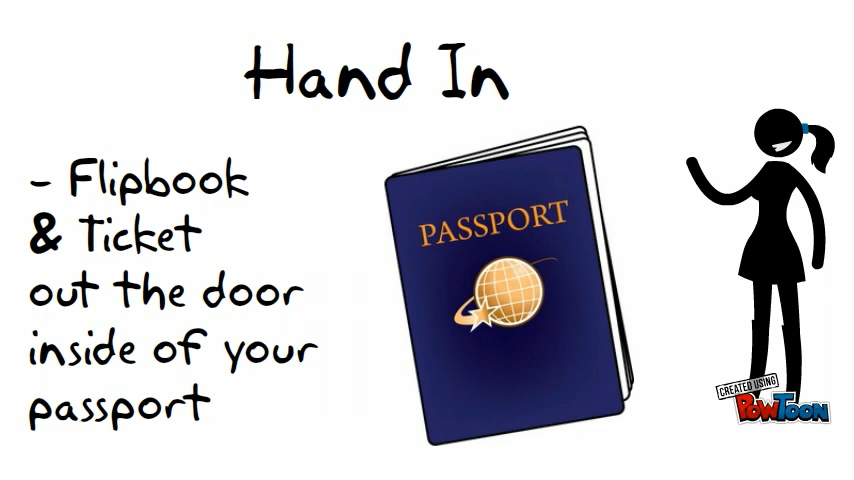 Hand In
- Flipbook
& Ticket
out the door
inside of your
passport
PASSPORT
CREATED USING
POWTOON